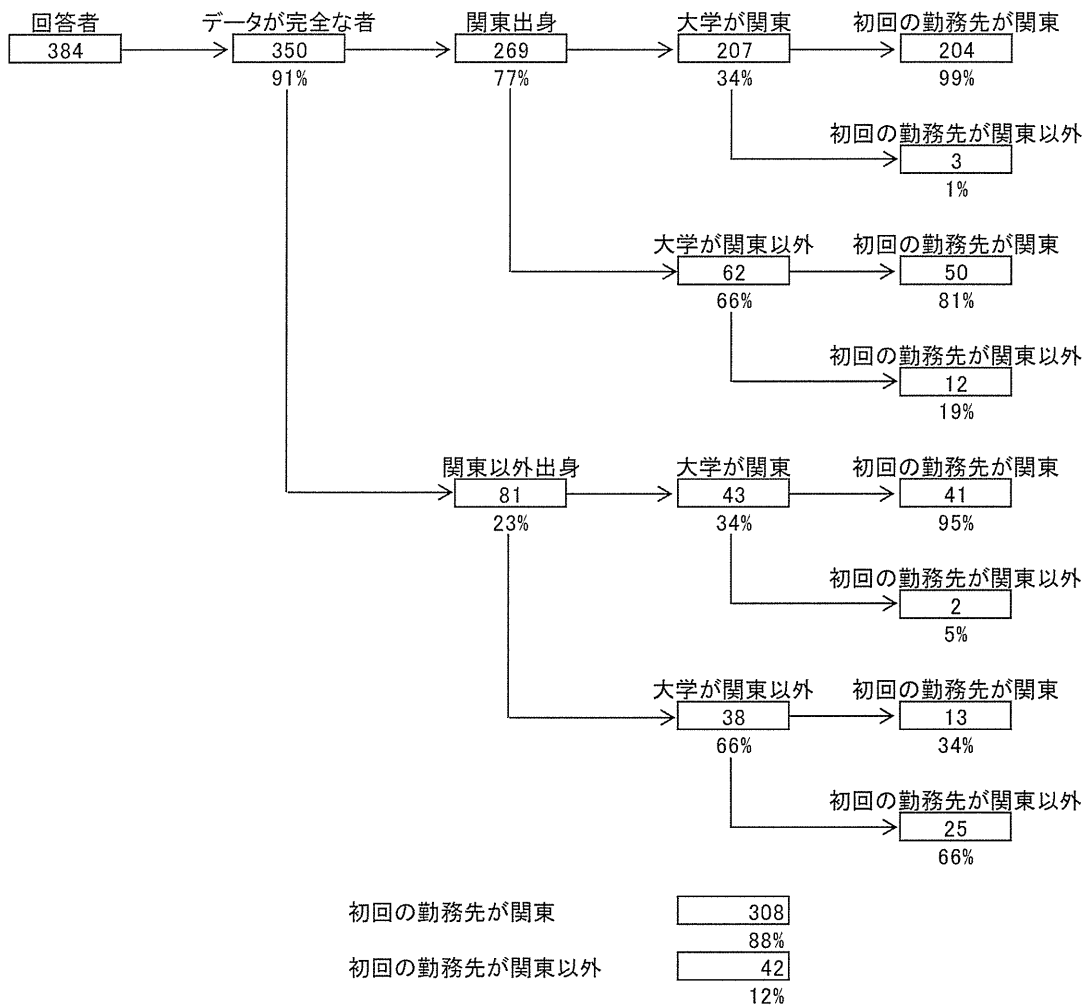 回答者 データが完全な者 関東出身 大学が関東 初回の勤務先が関東
384 350 269 207 204
91% 77% 34% 99%
初回の勤務先が関東以外
3
1%
大学が関東以外 初回の勤務先が関東
62 50
66% 81%
初回の勤務先が関東以外
12
19%
関東以外出身 大学が関東 初回の勤務先が関東
81 43 41
23% 34% 95%
初回の勤務先が関東以外
2
5%
大学が関東以外 初回の勤務先が関東
38 13
66% 34%
初回の勤務先が関東以外
25
66%
初回の勤務先が関東 308
88%
初回の勤務先が関東以外 42
12%